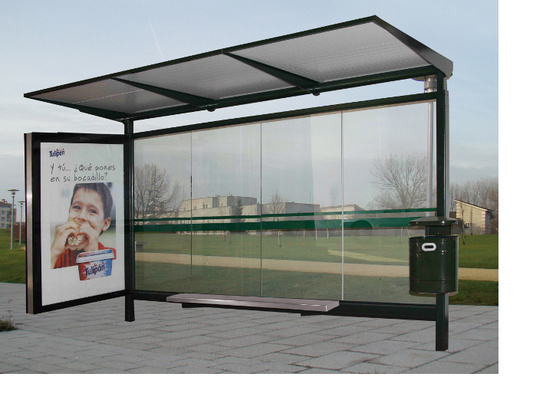 Tulipán
Y tú... ¿Qué pones
en su bocadillo?
Tulipán